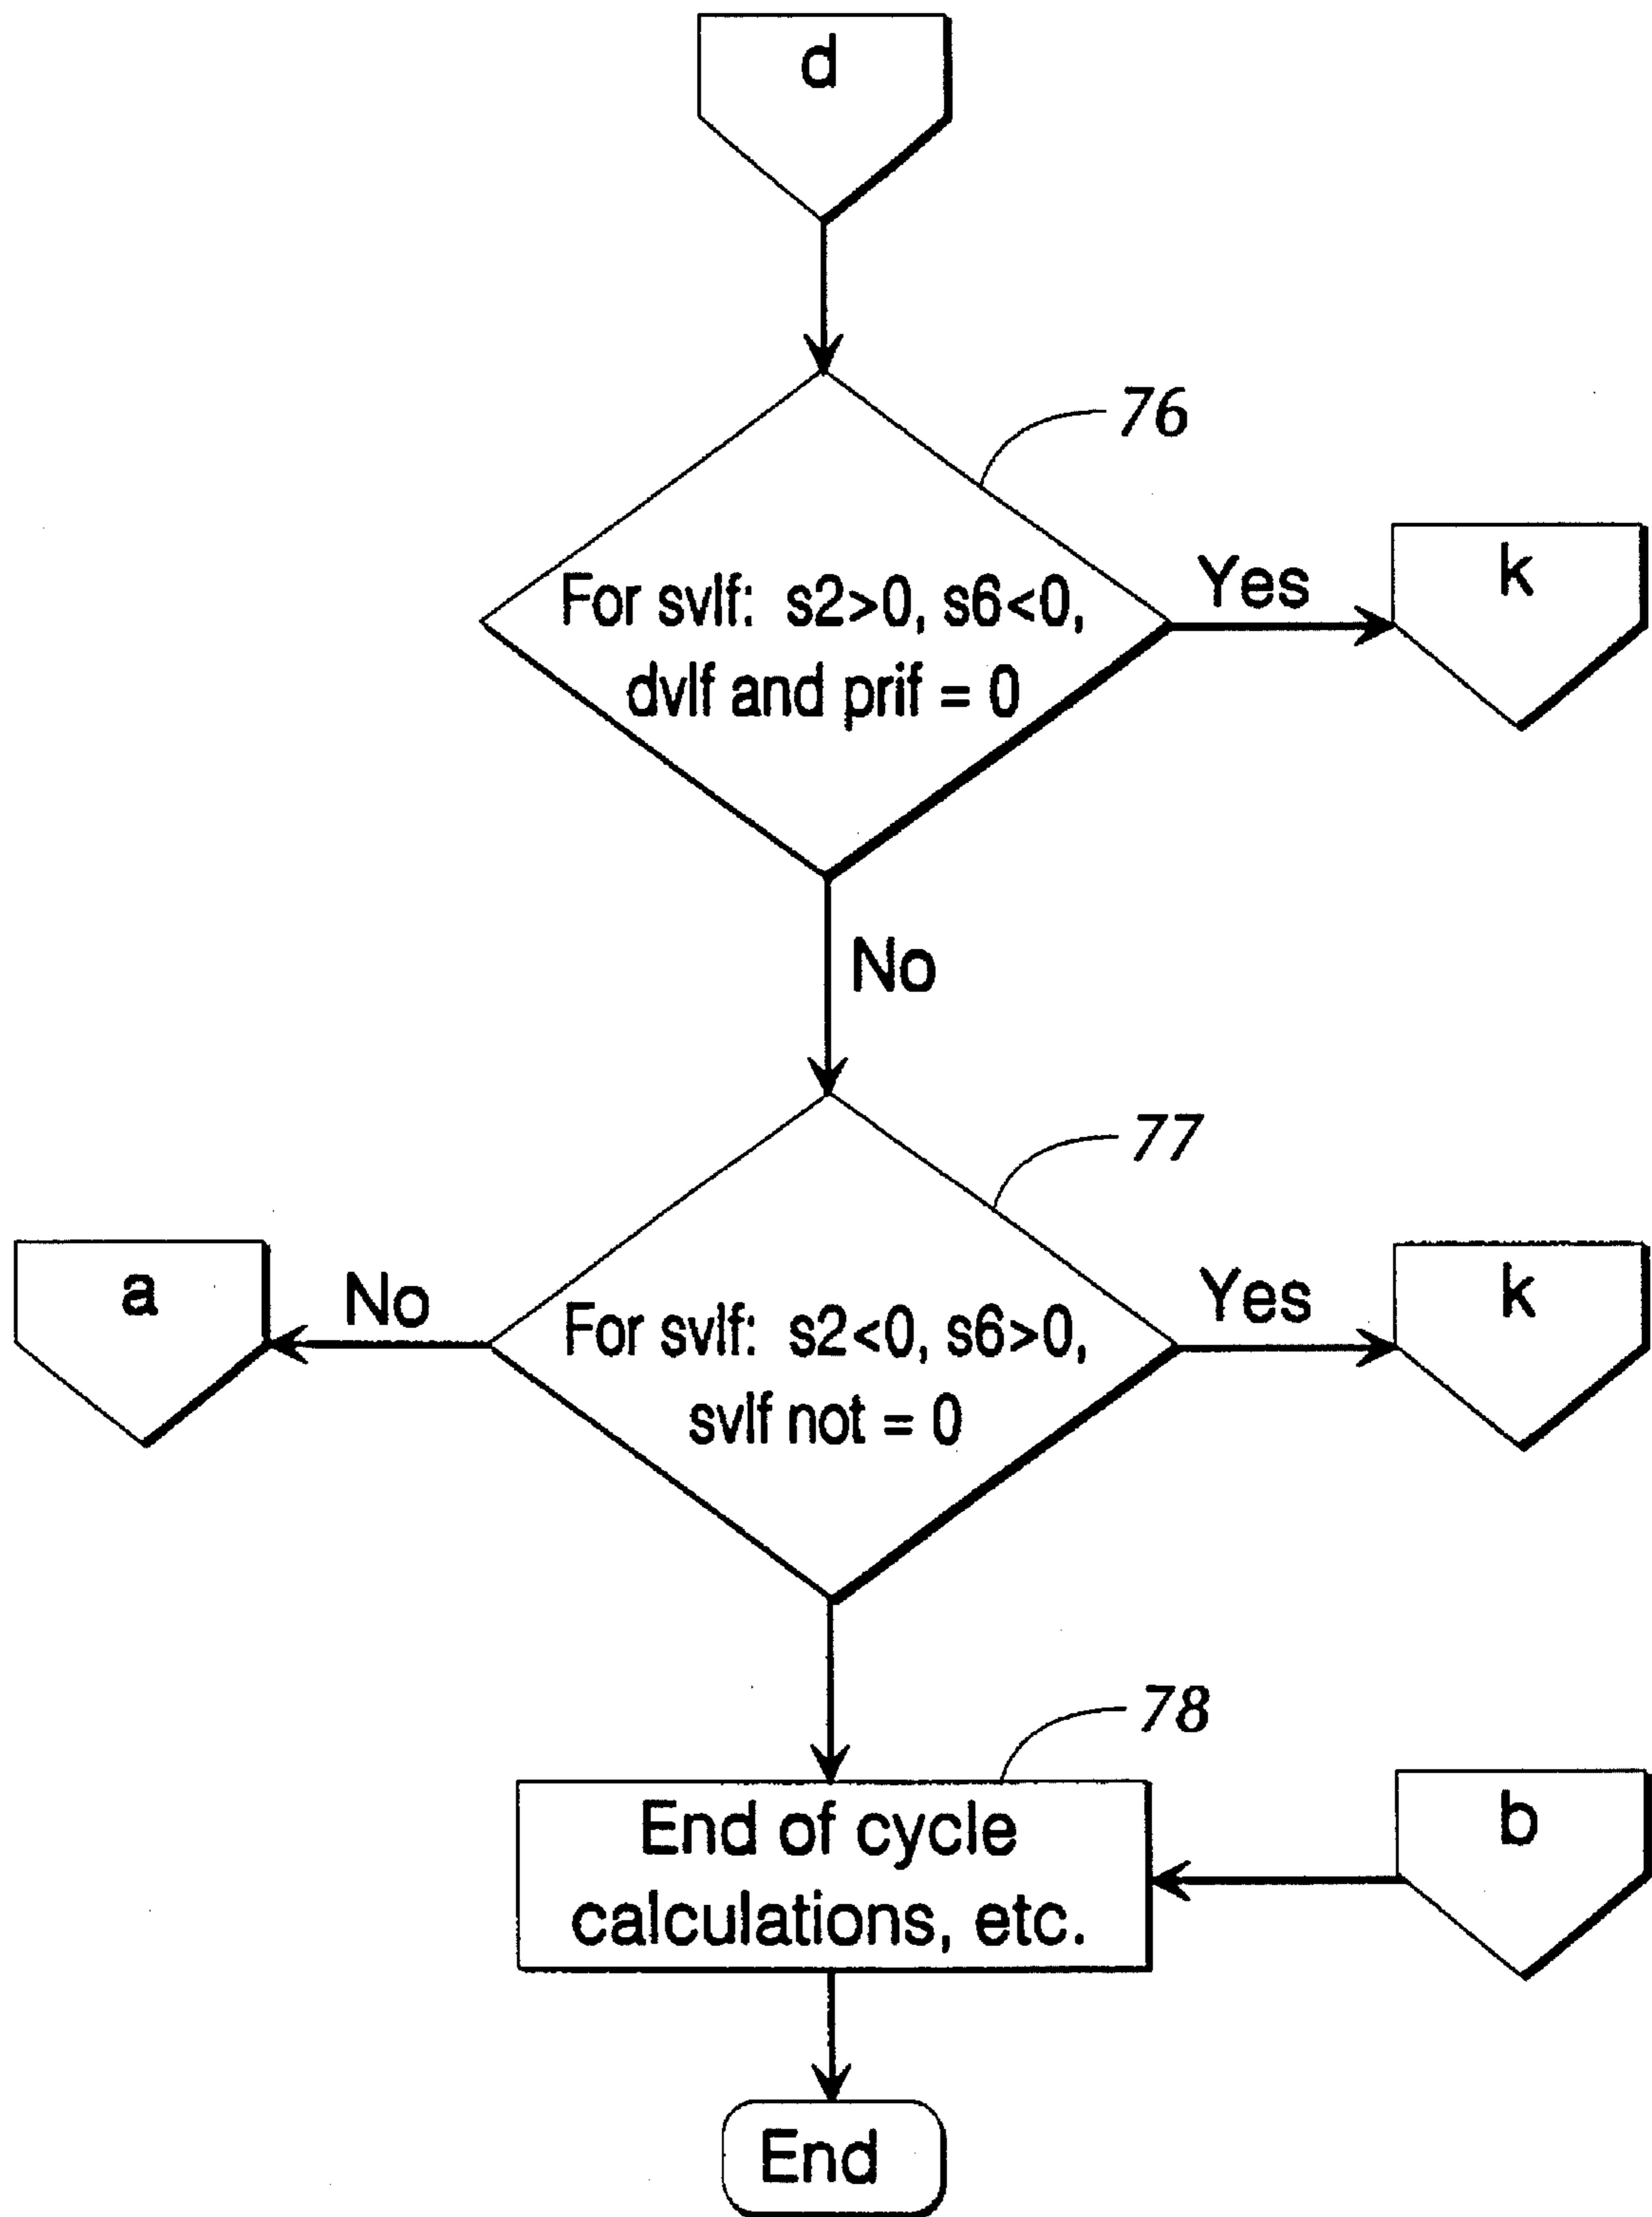 d
76
For svlf: s2>0, s6<0,
dvlf and prif = 0
Yes
k
No
77
a
No
For svlf: s2<0, s6>0,
svlf not = 0
Yes
k
78
End of cycle
calculations, etc.
b
End